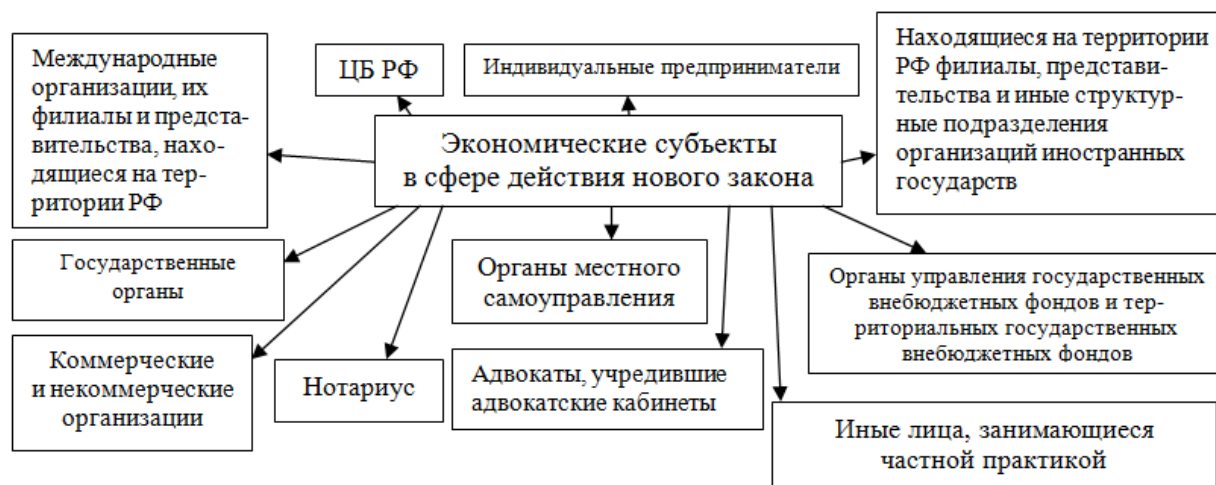 Международные
организации, их
филиалы и предста-
вительства, нахо-
дящиеся на тер-
ритории РФ
ЦБ РФ
Индивидуальные предприниматели
Находящиеся на территории
РФ филиалы, представи-
тельства и иные структур-
ные подразделения
организаций иностранных
государств
Экономические субъекты
в сфере действия нового закона
Государственные
органы
Органы местного
самоуправления
Органы управления государственных
внебюджетных фондов и тер-
риториальных государственных
внебюджетных фондов
Коммерческие
и некоммерческие
организации
Нотариус
Адвокаты, учредившие
адвокатские кабинеты
Иные лица, занимающиеся
частной практикой